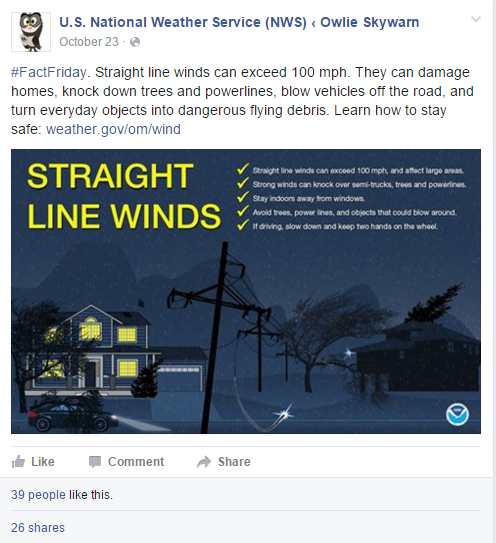 U.S. National Weather Service (NWS) ‹ Owlie Skywarn
October 23 ·
#FactFriday. Straight line winds can exceed 100 mph. They can damage
homes, knock down trees and powerlines, blow vehicles off the road, and
turn everyday objects into dangerous flying debris. Learn how to stay
safe: weather.gov/om/wind
STRAIGHT
LINE WINDS
Straight line winds can exceed 100 mph, and affect large areas.
Strong winds can knock over semi-trucks, trees and powerlines.
Stay indoors away from windows.
Avoid trees, power lines, and objects that could blow around.
If driving, slow down and keep two hands on the wheel.
Like Comment Share
39 people like this.
26 shares